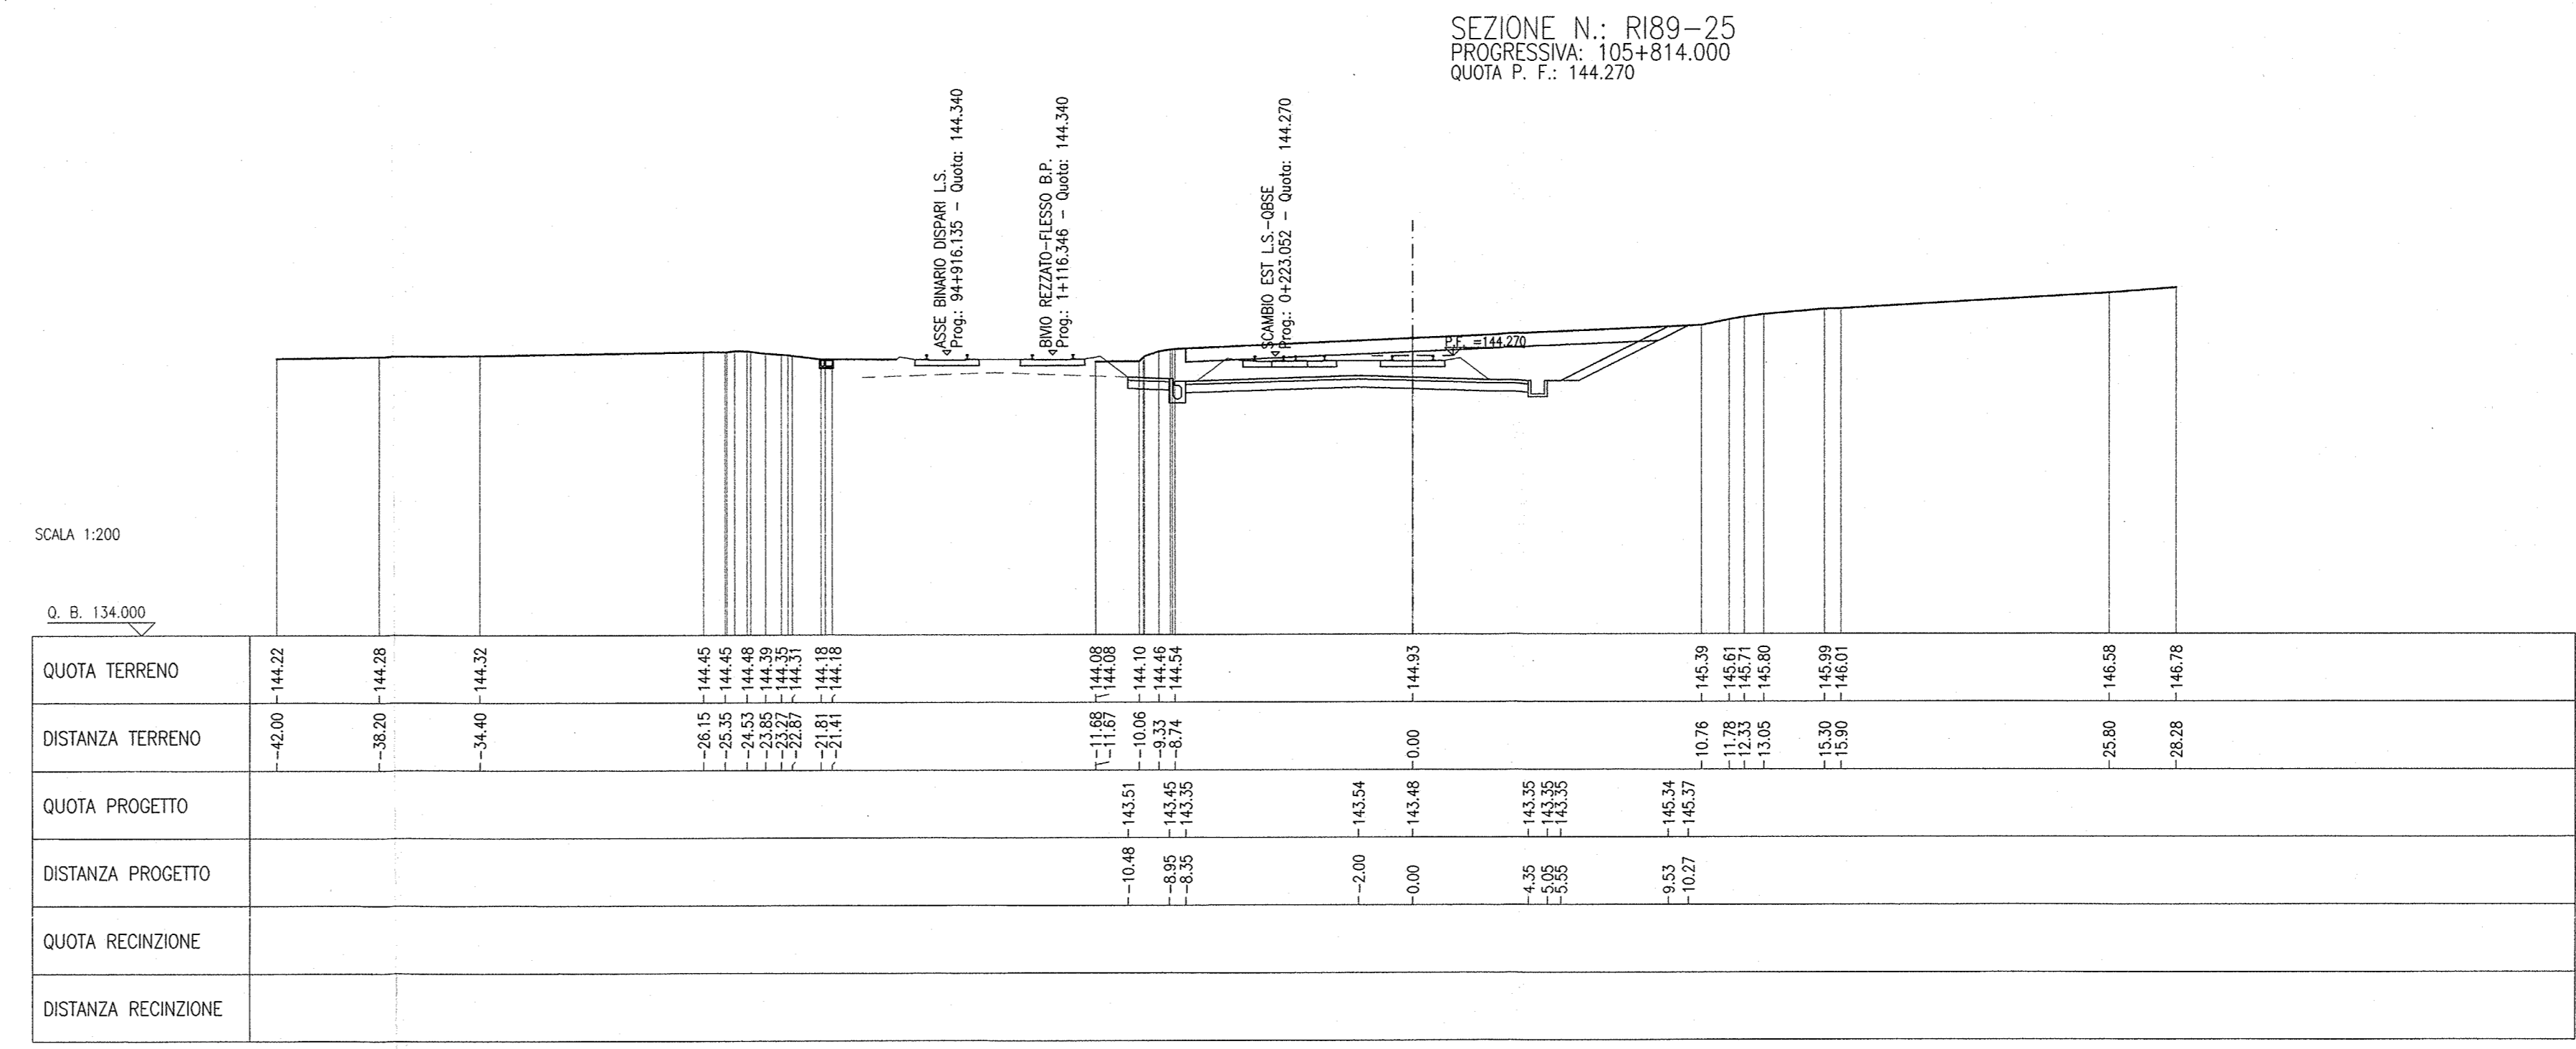 SEZIONE N.: RI89-25
PROGRESSIVA: 105+814.000
QUOTA P. F.: 144.270
ASSE BINARIO DISPARI L.S.
Prog.: 94+916.135 - Quota: 144.340
BIVIO REZZATO-FLESSO B.P.
Prog.: 1+116.346 - Quota: 144.340
SCAMBIO EST L.S.-QBSE
Prog.: 0+223.052 - Quota: 144.270
P.F. =144.270
SCALA 1:200
Q. B. 134.000
QUOTA TERRENO 144.22 144.28 144.32 144.45 144.45 144.48 144.39 144.35 144.31 144.18 144.18 144.08 144.08 144.10 144.46 144.54 144.93 145.39 145.61 145.71 145.80 145.99 146.01 146.58 146.78
DISTANZA TERRENO -42.00 -38.20 -34.40 -26.15 -25.35 -24.53 -23.85 -23.27 -22.87 -21.81 -21.41 -11.68 -11.67 -10.06 -9.33 -8.74 0.00 10.76 11.78 12.33 13.05 15.30 15.90 25.80 28.28
QUOTA PROGETTO 143.51 143.45 143.35 143.54 143.48 143.35 143.35 143.35 145.34 145.37
DISTANZA PROGETTO -10.48 -8.95 -8.35 -2.00 0.00 4.35 5.05 5.55 9.53 10.27
QUOTA RECINZIONE
DISTANZA RECINZIONE